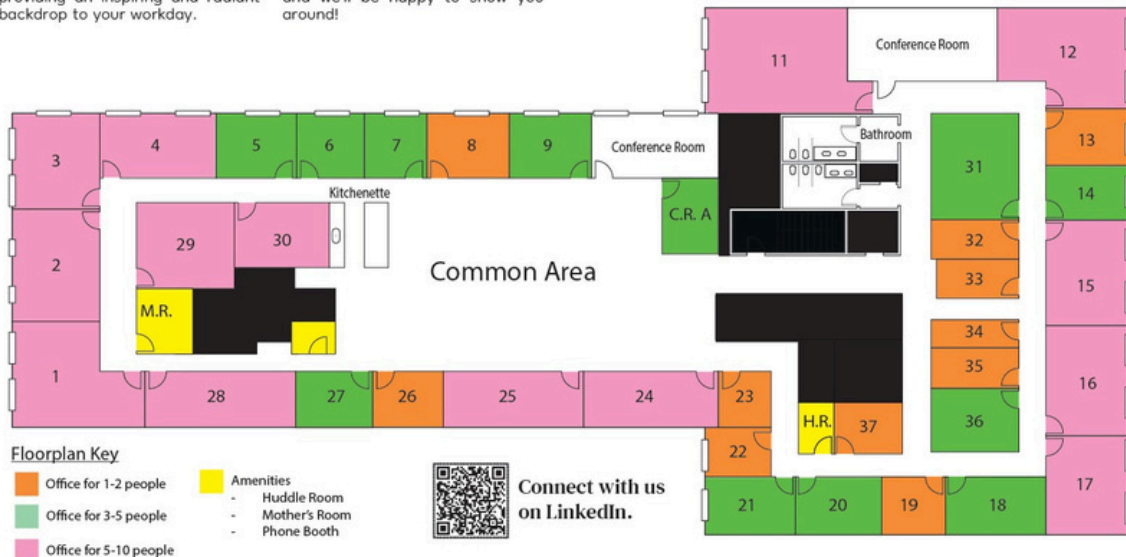 providing an inspiring and radiant
backdrop to your workday.
and we'll be happy to show you
around!
11
Conference Room
12
3
4
5
6
7
8
9
Conference Room
Bathroom
31
13
14
Kitchenette
C.R. A
29
30
32
33
2
Common Area
15
M.R.
34
35
1
16
28
27
26
25
24
23
H.R.
37
36
22
17
21
20
19
18
Floorplan Key
Office for 1-2 people
Office for 3-5 people
Office for 5-10 people
Amenities
- Huddle Room
- Mother's Room
- Phone Booth
Connect with us
on LinkedIn.